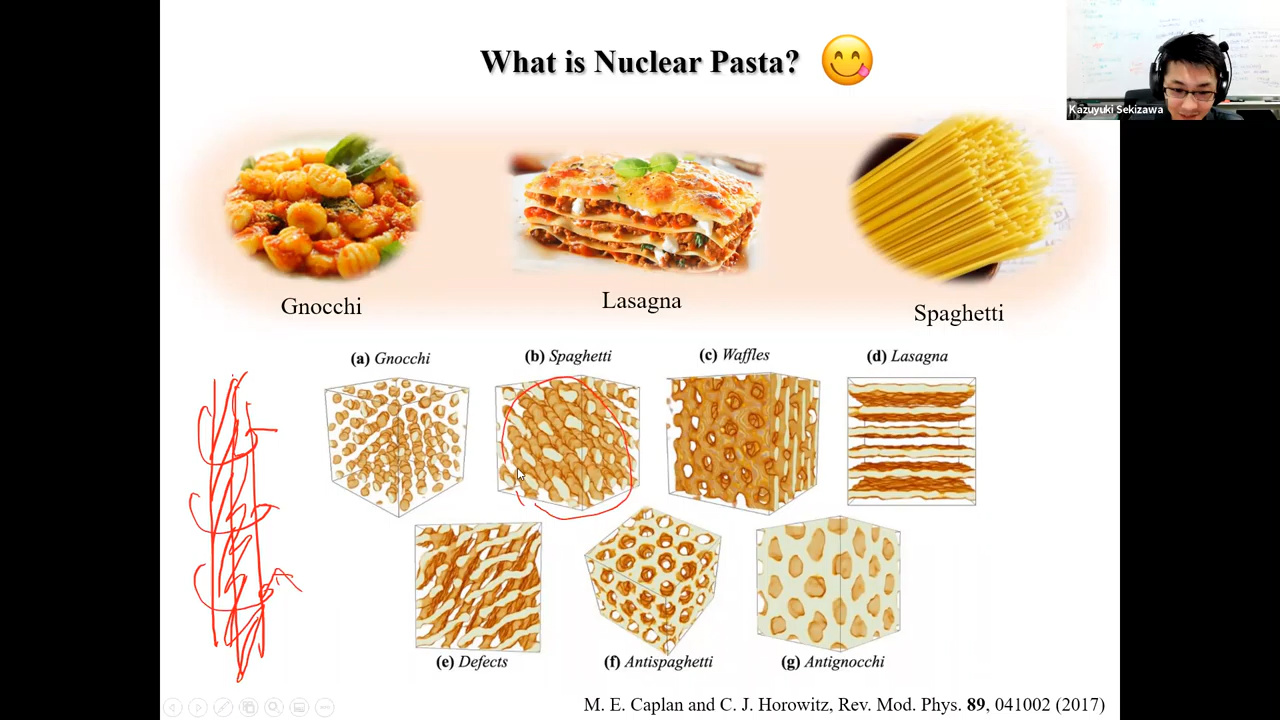 What is Nuclear Pasta?
Kazuyuki Sekizawa
Gnocchi
Lasagna
Spaghetti
(a) Gnocchi
(b) Spaghetti
(c) Waffles
(d) Lasagna
(e) Defects
(f) Antispaghetti
(g) Antignocchi
M. E. Caplan and C. J. Horowitz, Rev. Mod. Phys. 89, 041002 (2017)